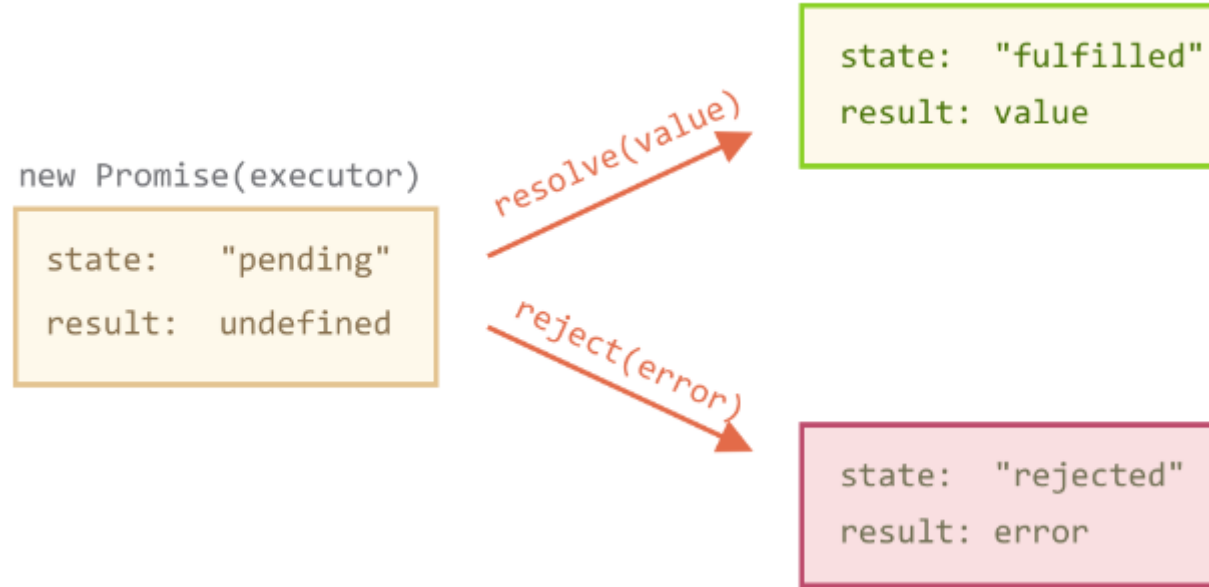 new Promise(executor)
state: "pending"
result: undefined
resolve(value)
reject(error)
state: "fulfilled"
result: value
state: "rejected"
result: error